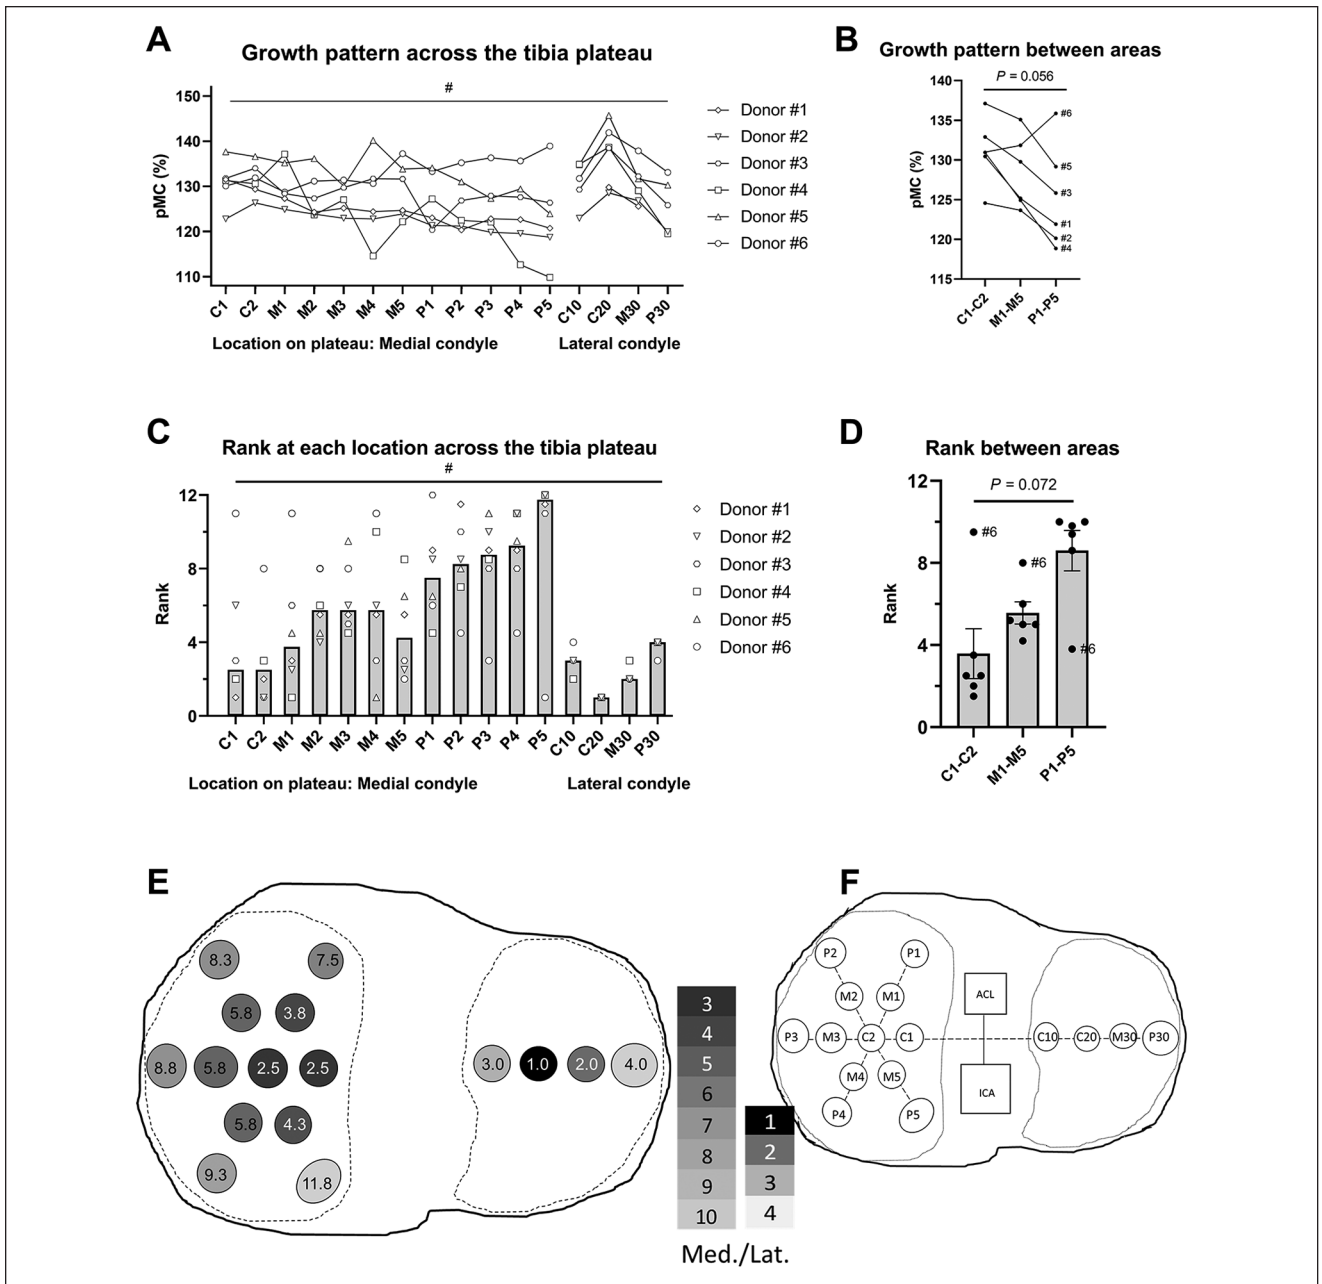 A
Growth pattern across the tibia plateau
#
pMC (%)
150
140
130
120
110
C1 C2 M1 M2 M3 M4 M5 P1 P2 P3 P4 P5 C10 C20 M30 P30
Location on plateau: Medial condyle
Lateral condyle
Donor #1
Donor #2
Donor #3
Donor #4
Donor #5
Donor #6
B
Growth pattern between areas
P = 0.056
pMC (%)
140
135
130
125
120
115
#6
#5
#3
#1
#2
#4
C1-C2 M1-M5 P1-P5
C
Rank at each location across the tibia plateau
#
Rank
12
8
4
0
C1 C2 M1 M2 M3 M4 M5 P1 P2 P3 P4 P5 C10 C20 M30 P30
Location on plateau: Medial condyle
Lateral condyle
Donor #1
Donor #2
Donor #3
Donor #4
Donor #5
Donor #6
D
Rank between areas
P = 0.072
Rank
12
8
4
0
#6
#6
#6
C1-C2 M1-M5 P1-P5
E
8.3 7.5
5.8 3.8
8.8 5.8 2.5 2.5 3.0 1.0 2.0 4.0
5.8 4.3
9.3 11.8
3
4
5
6
7
8
9
10
1
2
3
4
Med./Lat.
F
P2 P1
M2 M1 ACL
P3 M3 C2 C1 C10 C20 M30 P30
M4 M5 ICA
P4 P5